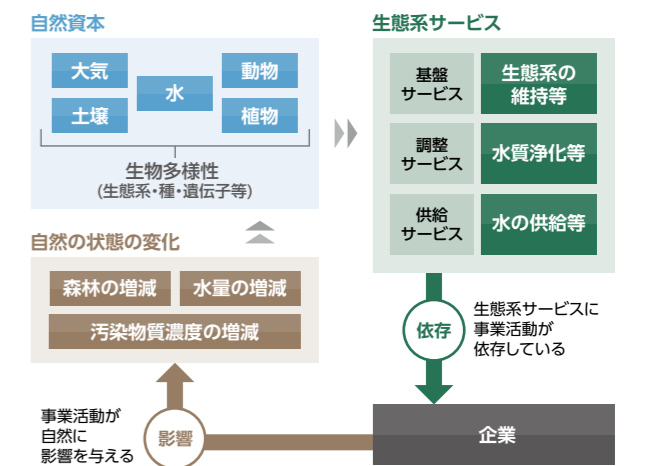 自然資本
大気
水
動物
土壌
植物
生物多様性
(生態系・種・遺伝子等)
自然の状態の変化
森林の増減
水量の増減
汚染物質濃度の増減
事業活動が
自然に
影響を与える
影響
生態系サービス
基盤
サービス
生態系の
維持等
調整
サービス
水質浄化等
供給
サービス
水の供給等
依存
生態系サービスに
事業活動が
依存している
企業